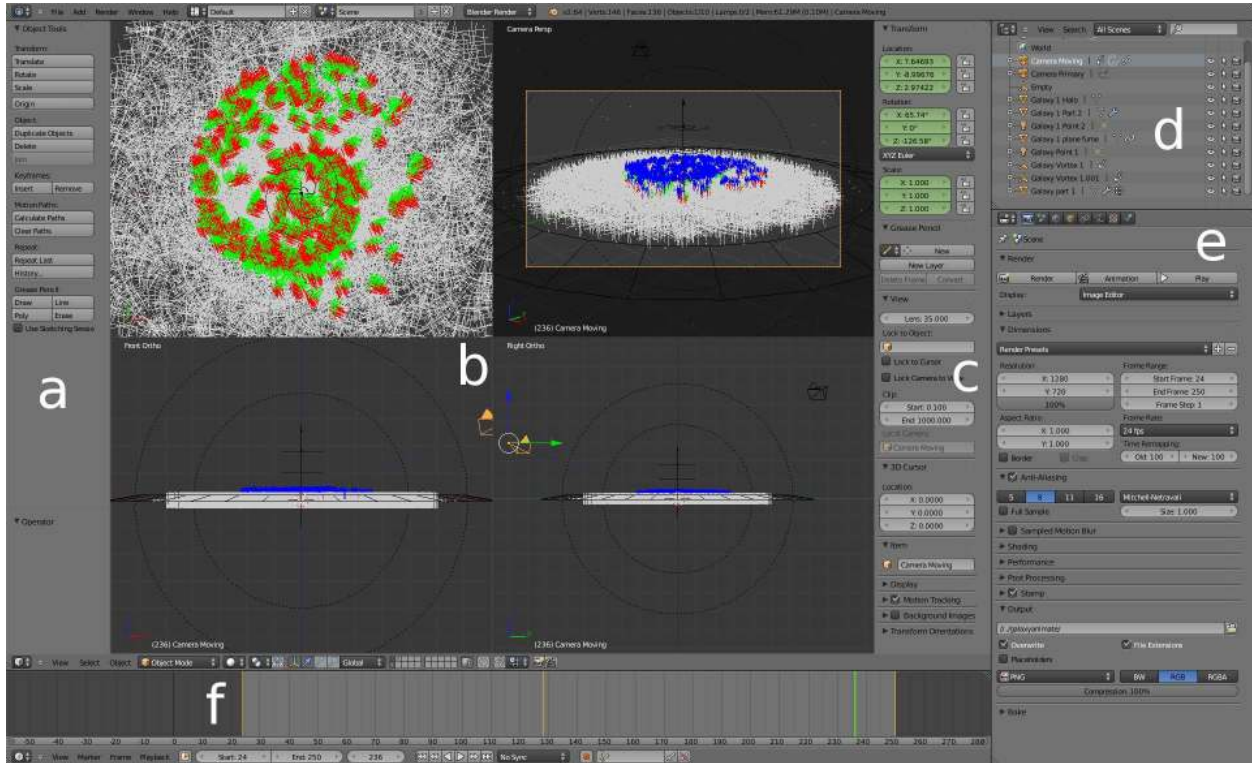 File Add Render Window Help Default Scene Blender Render v2.64 | Verts:146 | Faces:136 | Objects:1/10 | Lamps:0/2 | Camera Moving
Object Tools
Transform:
Translate
Rotate
Scale
Origin
Object:
Duplicate Objects
Delete
Join
Keyframes:
Insert Remove
Motion Paths:
Calculate Paths
Clear Paths
Repeat:
Repeat Last
History...
Grease Pencil:
Draw Line
Poly Erase
Use Sketching Sessions
a
Operator
Camera Persp
(236) Camera Moving
Front Ortho
b
(236) Camera Moving
Right Ortho
(236) Camera Moving
Transform
Location:
X: 7.64693
Y: -8.99676
Z: 2.97423
Rotation:
X: 65.74°
Y: 0°
Z: -126.58°
XYZ Euler
Scale:
X: 1.000
Y: 1.000
Z: 1.000
Grease Pencil
New
New Layer
Delete Frame Convert
View
Lens: 35.000
Lock to Object:
Lock to Cursor
Lock Camera to View
c
Clip:
Start: 0.100
End: 1000.000
Local Camera:
Camera Moving
3D Cursor
Location:
X: 0.0000
Y: 0.0000
Z: 0.0000
Item
Camera Moving
Display
Motion Tracking
Background Images
Transform Orientations
View Search All Scenes
World
Camera Moving
Camera Primary
Empty
Galaxy 1 Halo
Galaxy 1 Part.2
Galaxy 1 Point 2
Galaxy 1 plane fume
Galaxy Point.1
Galaxy Vortex 1
Galaxy Vortex 1.001
Galaxy part 1
d
e
Scene
Render
Render Animation Play
Display: Image Editor
Layers
Dimensions
Render Presets
Resolution: Frame Range:
X: 1280 Start Frame: 24
Y: 720 End Frame: 250
100% Frame Step: 1
Aspect Ratio: Frame Rate:
X: 1.000 24 fps
Y: 1.000 Time Remapping:
Border Crop Old: 100 New: 100
Anti-Aliasing
5 8 11 16 Mitchell-Netravali
Full Sample Size: 1.000
Sampled Motion Blur
Shading
Performance
Post Processing
Stamp
Output
Overwrite File Extensions
Placeholders
PNG BW RGB RGBA
Compression: 100%
Bake
View Select Object Object Mode Global
f
-50 -40 -30 -20 -10 0 10 20 30 40 50 60 70 80 90 100 110 120 130 140 150 160 170 180 190 200 210 220 230 240 250 260 270 280
View Marker Frame Playback Start: 24 End: 250 236 No Sync